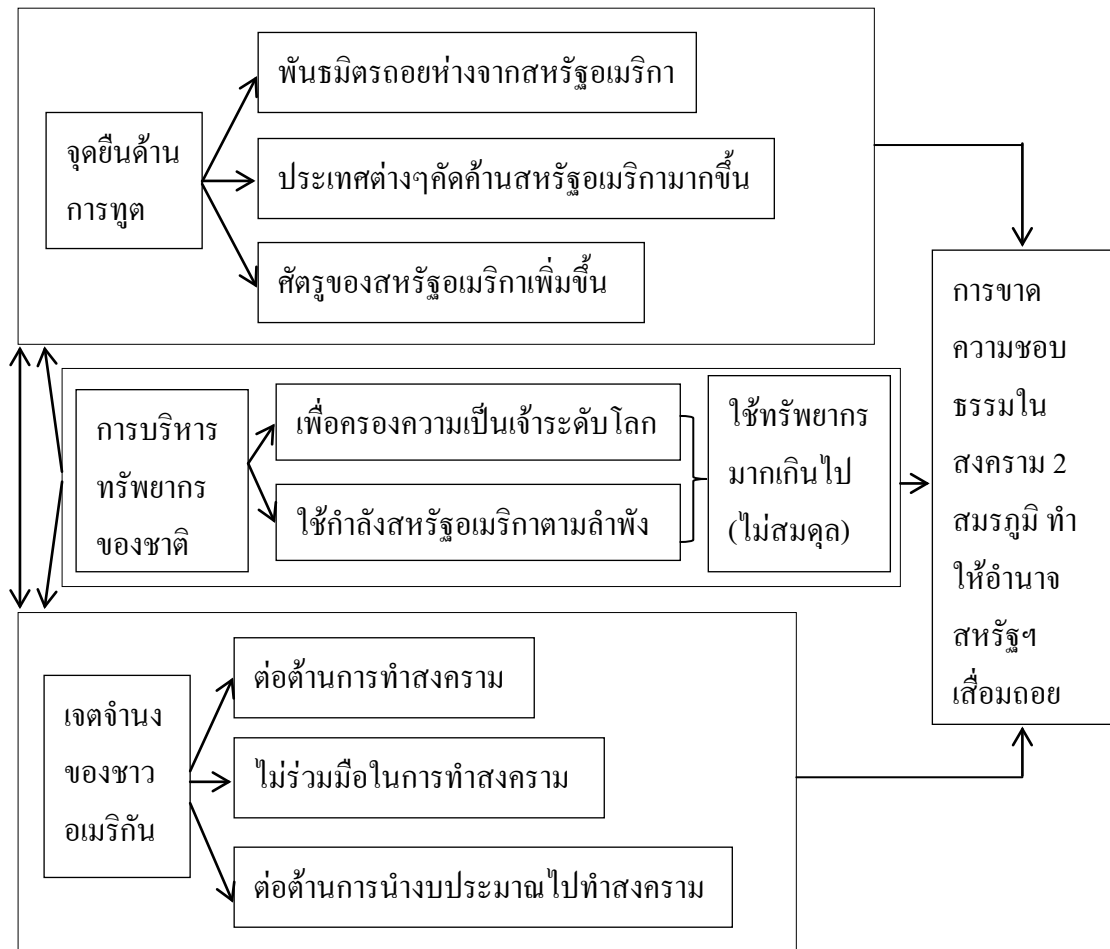 พันธมิตรถอยห่างจากสหรัฐอเมริกา
จุดยืนด้าน
การทูต
ประเทศต่างๆคัดค้านสหรัฐอเมริกามากขึ้น
ศัตรูของสหรัฐอเมริกาเพิ่มขึ้น
การบริหาร
ทรัพยากร
ของชาติ
เพื่อครองความเป็นเจ้าระดับโลก
ใช้กำลังสหรัฐอเมริกาตามลำพัง
ใช้ทรัพยากร
มากเกินไป
(ไม่สมดุล)
เจตจำนง
ของชาว
อเมริกัน
ต่อต้านการทำสงคราม
ไม่ร่วมมือในการทำสงคราม
ต่อต้านการนำงบประมาณไปทำสงคราม
การขาด
ความชอบ
ธรรมใน
สงคราม 2
สมรภูมิ ทำ
ให้อำนาจ
สหรัฐฯ
เสื่อมถอย